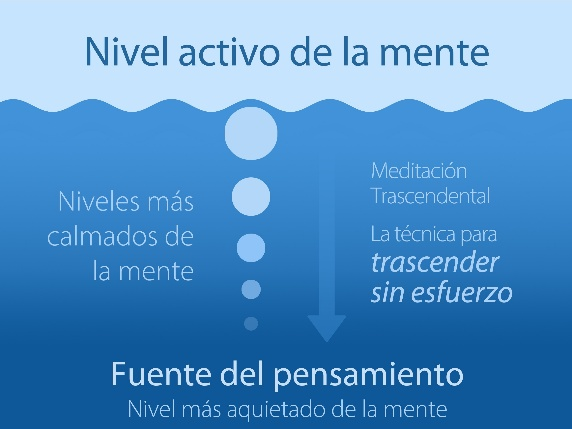 Nivel activo de la mente
Niveles más
calmados de
la mente
Meditación
Trascendental
La técnica para
trascender
sin esfuerzo
Fuente del pensamiento
Nivel más aquietado de la mente